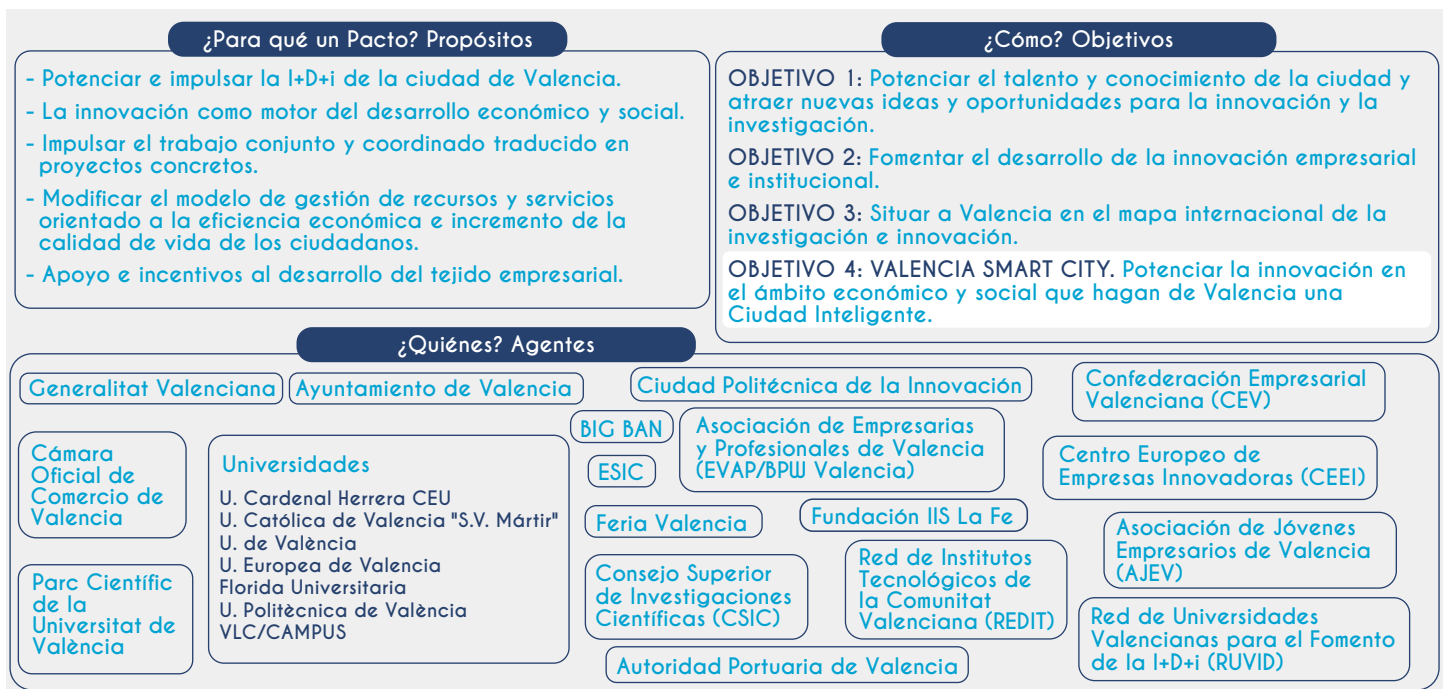 ¿Para qué un Pacto? Propósitos
- Potenciar e impulsar la I+D+i de la ciudad de Valencia.
- La innovación como motor del desarrollo económico y social.
- Impulsar el trabajo conjunto y coordinado traducido en
proyectos concretos.
- Modificar el modelo de gestión de recursos y servicios
orientado a la eficiencia económica e incremento de la
calidad de vida de los ciudadanos.
- Apoyo e incentivos al desarrollo del tejido empresarial.
¿Cómo? Objetivos
OBJETIVO 1: Potenciar el talento y conocimiento de la ciudad y
atraer nuevas ideas y oportunidades para la innovación y la
investigación.
OBJETIVO 2: Fomentar el desarrollo de la innovación empresarial
e institucional.
OBJETIVO 3: Situar a Valencia en el mapa internacional de la
investigación e innovación.
OBJETIVO 4: VALENCIA SMART CITY. Potenciar la innovación en
el ámbito económico y social que hagan de Valencia una
Ciudad Inteligente.
¿Quiénes? Agentes
Generalitat Valenciana
Ayuntamiento de Valencia
Ciudad Politécnica de la Innovación
Confederación Empresarial
Valenciana (CEV)
Cámara
Oficial de
Comercio de
Valencia
Universidades
U. Cardenal Herrera CEU
U. Católica de Valencia "S.V. Mártir"
U. de València
U. Europea de Valencia
Florida Universitaria
U. Politècnica de València
VLC/CAMPUS
BIG BAN
Asociación de Empresarias
y Profesionales de Valencia
(EVAP/BPW Valencia)
ESIC
Centro Europeo de
Empresas Innovadoras (CEEI)
Feria Valencia
Fundación IIS La Fe
Asociación de Jóvenes
Empresarios de Valencia
(AJEV)
Parc Científic
de la
Universitat de
València
Consejo Superior
de Investigaciones
Científicas (CSIC)
Red de Institutos
Tecnológicos de
la Comunitat
Valenciana (REDIT)
Red de Universidades
Valencianas para el Fomento
de la I+D+i (RUVID)
Autoridad Portuaria de Valencia